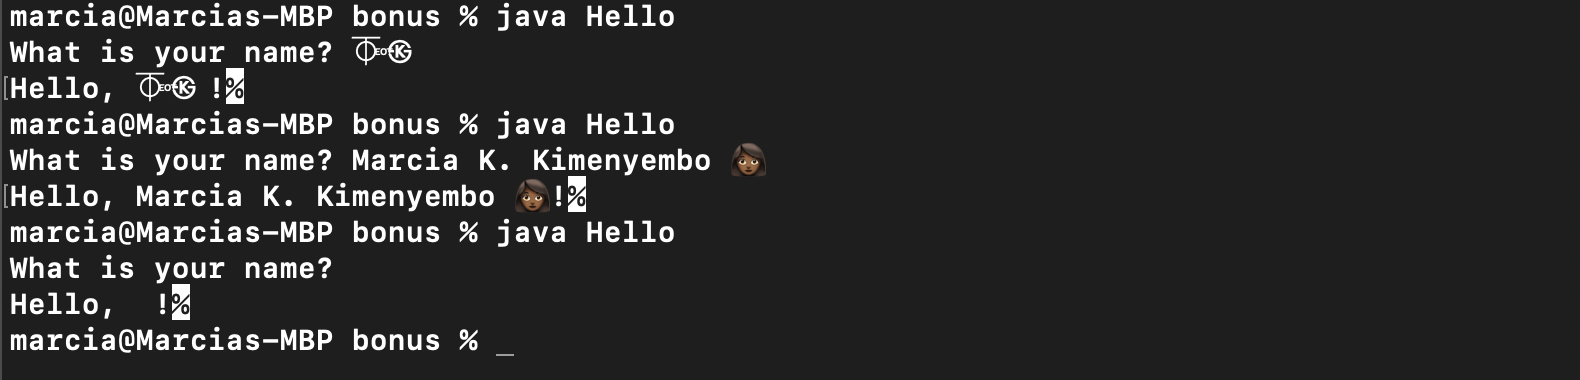 marcia@Marcias-MBP bonus % java Hello
What is your name?
Hello, !%
marcia@Marcias-MBP bonus % java Hello
What is your name? Marcia K. Kimenyembo 👩🏾
Hello, Marcia K. Kimenyembo 👩🏾!%
marcia@Marcias-MBP bonus % java Hello
What is your name?
Hello,  !%
marcia@Marcias-MBP bonus % _